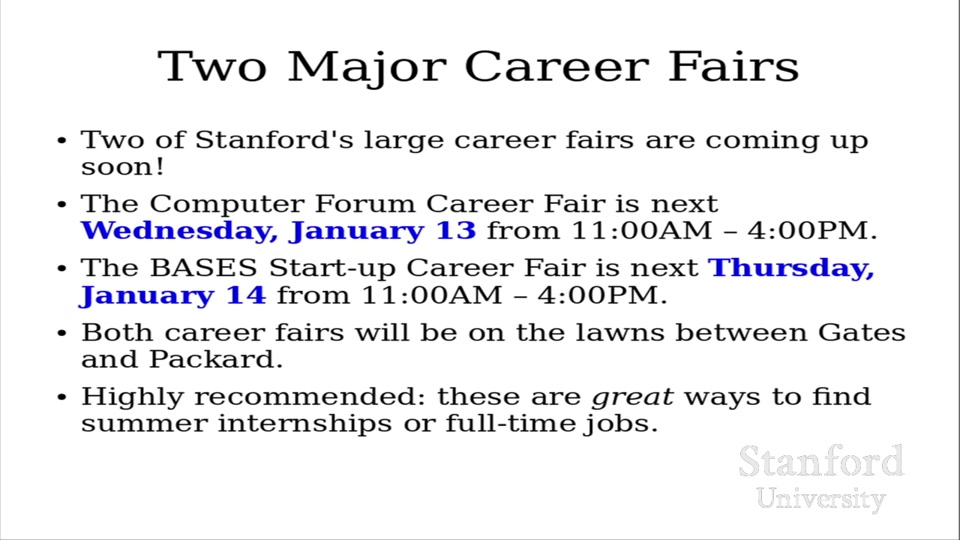 Two Major Career Fairs
• Two of Stanford's large career fairs are coming up
soon!
• The Computer Forum Career Fair is next
Wednesday, January 13 from 11:00AM – 4:00PM.
• The BASES Start-up Career Fair is next Thursday,
January 14 from 11:00AM – 4:00PM.
• Both career fairs will be on the lawns between Gates
and Packard.
• Highly recommended: these are great ways to find
summer internships or full-time jobs.
Stanford
University